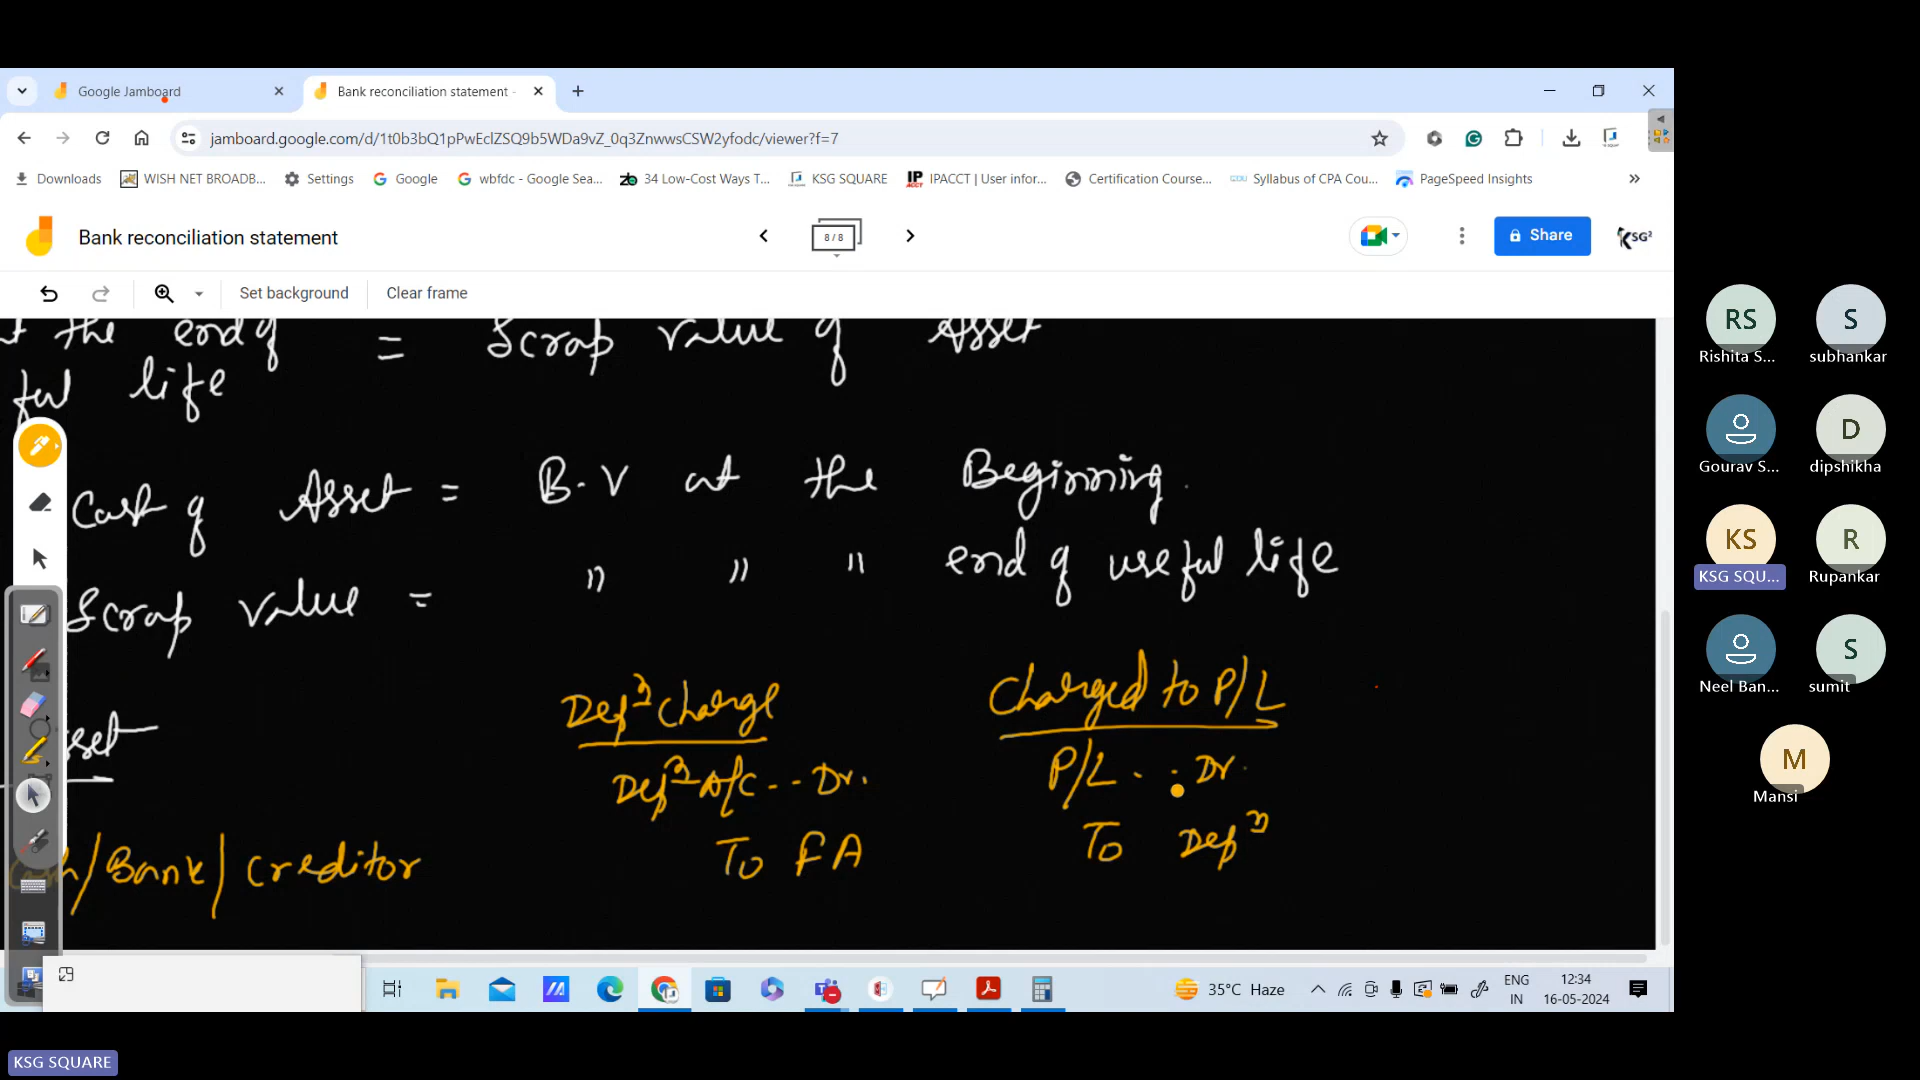 Google Jamboard
Bank reconciliation statement -
jamboard.google.com/d/1t0b3bQ1pPwEclZSQ9b5WDa9vZ_0q3ZnwwsCSW2yfodc/viewer?f=7
Downloads WISH NET BROADB... Settings Google wbfdc - Google Sea... 34 Low-Cost Ways T... KSG SQUARE IPACCT | User infor... Certification Course... Syllabus of CPA Cou... PageSpeed Insights
Bank reconciliation statement
8 / 8
Share
KSG²
Set background Clear frame
t the end of = Scrap value of Asset
ful life
Cost of Asset = B.V at the Beginning
Scrap value = " " " end of useful life
sset
Depn Charge
Depn A/C -- Dr.
To FA
Charged to P/L
P/L - - Dr
To Depn
/Bank/creditor
35°C Haze
ENG
IN
12:34
16-05-2024
RS
Rishita S...
S
subhankar
Gourav S...
D
dipshikha
KS
KSG SQU...
R
Rupankar
Neel Ban...
S
sumit
M
Mansi
KSG SQUARE